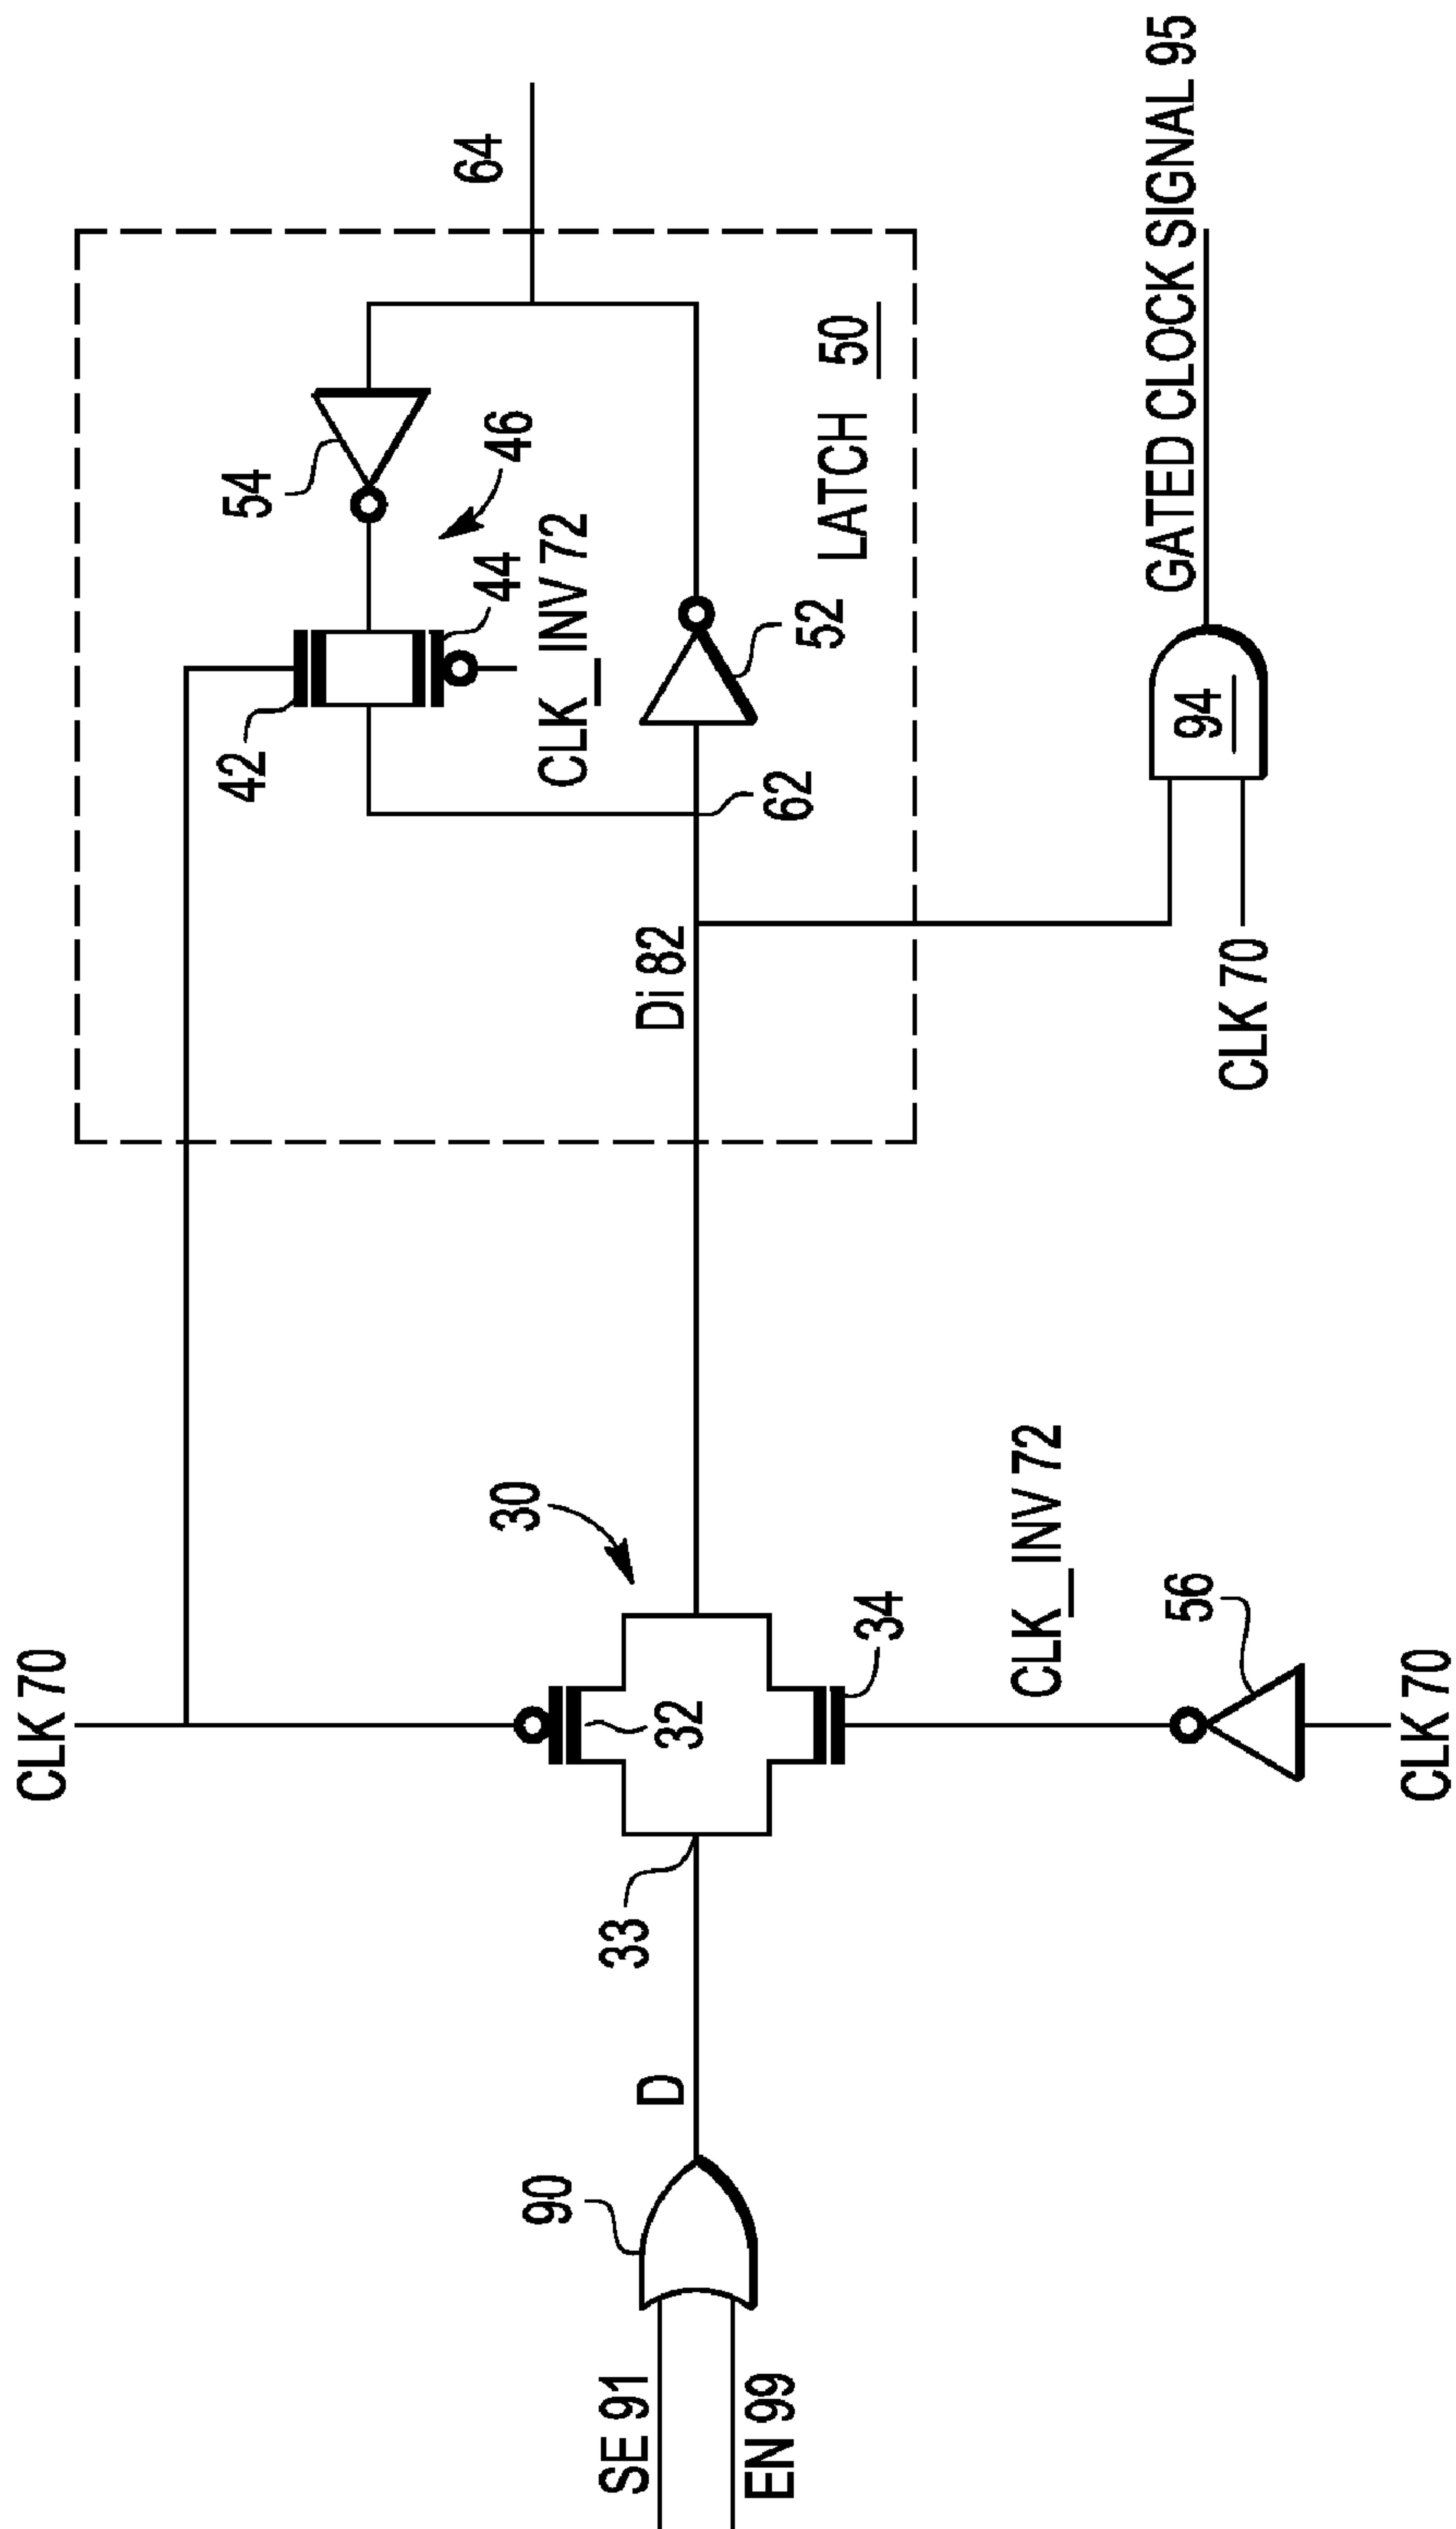 CLK 70
54
42
46
44
CLK_INV 72
64
52
62
LATCH 50
Di 82
30
32
33
34
D
90
SE 91
EN 99
CLK_INV 72
56
CLK 70
CLK 70
94
GATED CLOCK SIGNAL 95